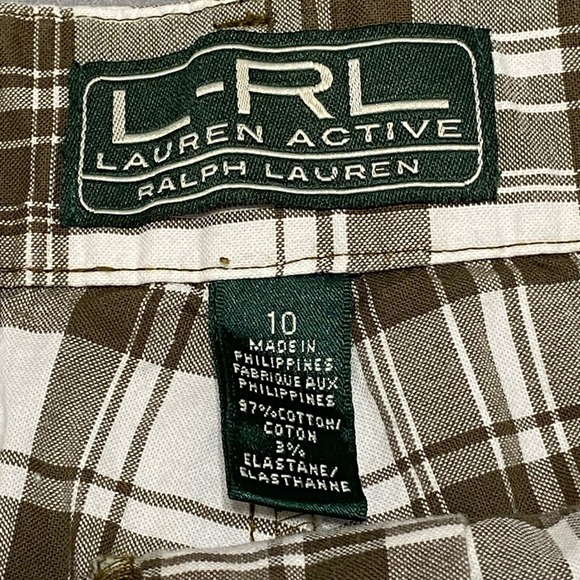 L-RL
LAUREN ACTIVE
RALPH LAUREN
10
MADE IN
PHILIPPINES
FABRIQUE AUX
PHILIPPINES
97% COTTON/
COTON
3%
ELASTANE/
ELASTHANNE